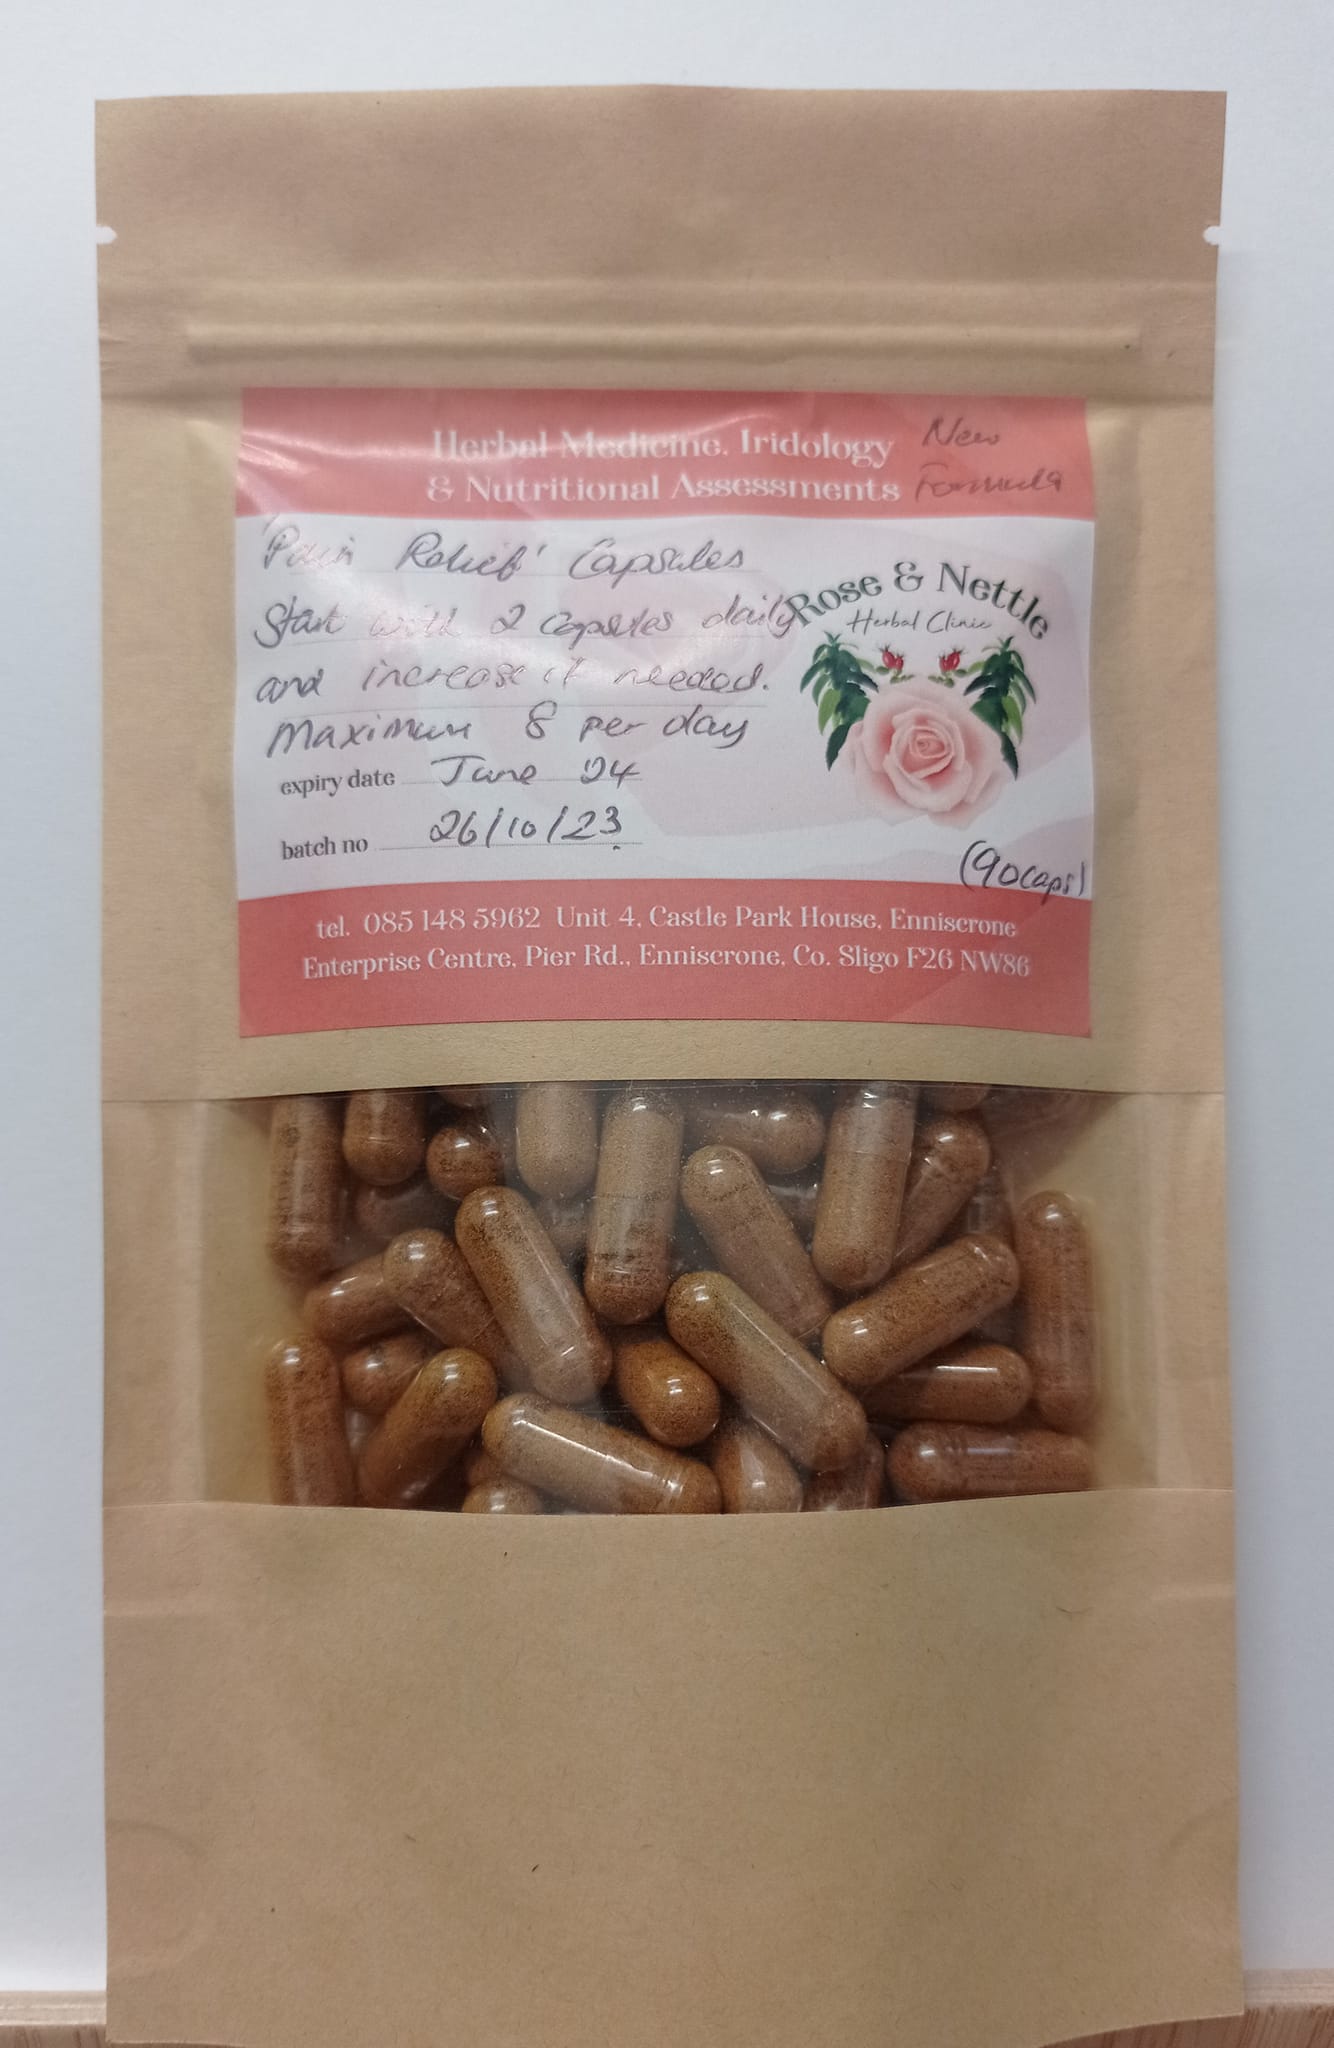 Herbal Medicine, Iridology
& Nutritional Assessments
New
Formula
'Pain Relief' Capsules
Start with 2 capsules daily
and increase if needed.
Maximum 8 per day
expiry date June 24
batch no 26/10/23
Rose & Nettle
Herbal Clinic
(90caps)
tel. 085 148 5962 Unit 4, Castle Park House, Enniscrone
Enterprise Centre, Pier Rd., Enniscrone, Co. Sligo F26 NW86